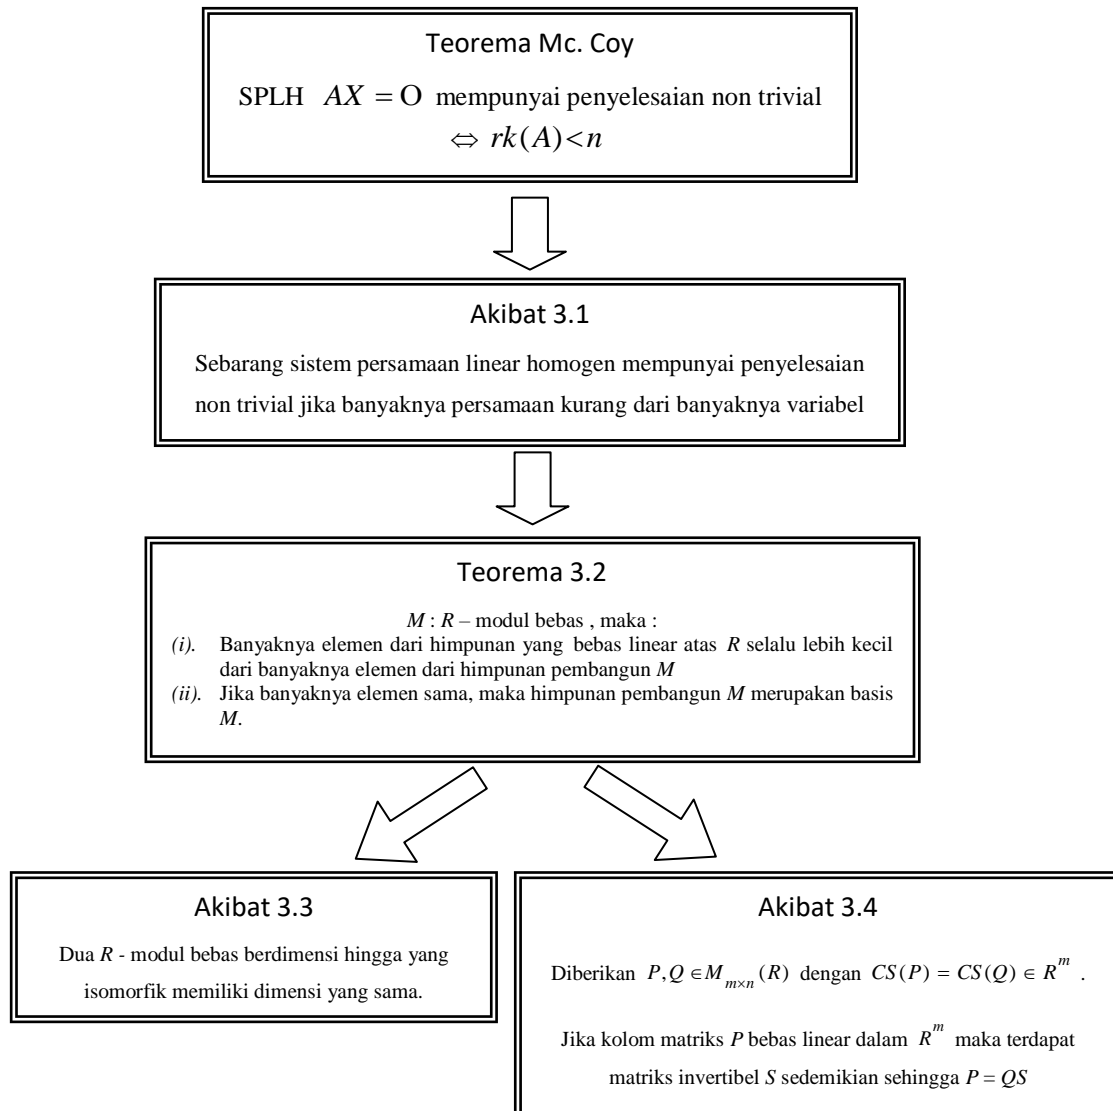 Teorema Mc. Coy
SPLH AX = O mempunyai penyelesaian non trivial
⇔ rk(A)<n
Akibat 3.1
Sebarang sistem persamaan linear homogen mempunyai penyelesaian
non trivial jika banyaknya persamaan kurang dari banyaknya variabel
Teorema 3.2
M : R – modul bebas , maka :
(i). Banyaknya elemen dari himpunan yang bebas linear atas R selalu lebih kecil
dari banyaknya elemen dari himpunan pembangun M
(ii). Jika banyaknya elemen sama, maka himpunan pembangun M merupakan basis
M.
Akibat 3.3
Dua R - modul bebas berdimensi hingga yang
isomorfik memiliki dimensi yang sama.
Akibat 3.4
Diberikan P,Q ∈ M_{m×n}(R) dengan CS(P) = CS(Q) ∈ R^m .
Jika kolom matriks P bebas linear dalam R^m maka terdapat
matriks invertibel S sedemikian sehingga P = QS